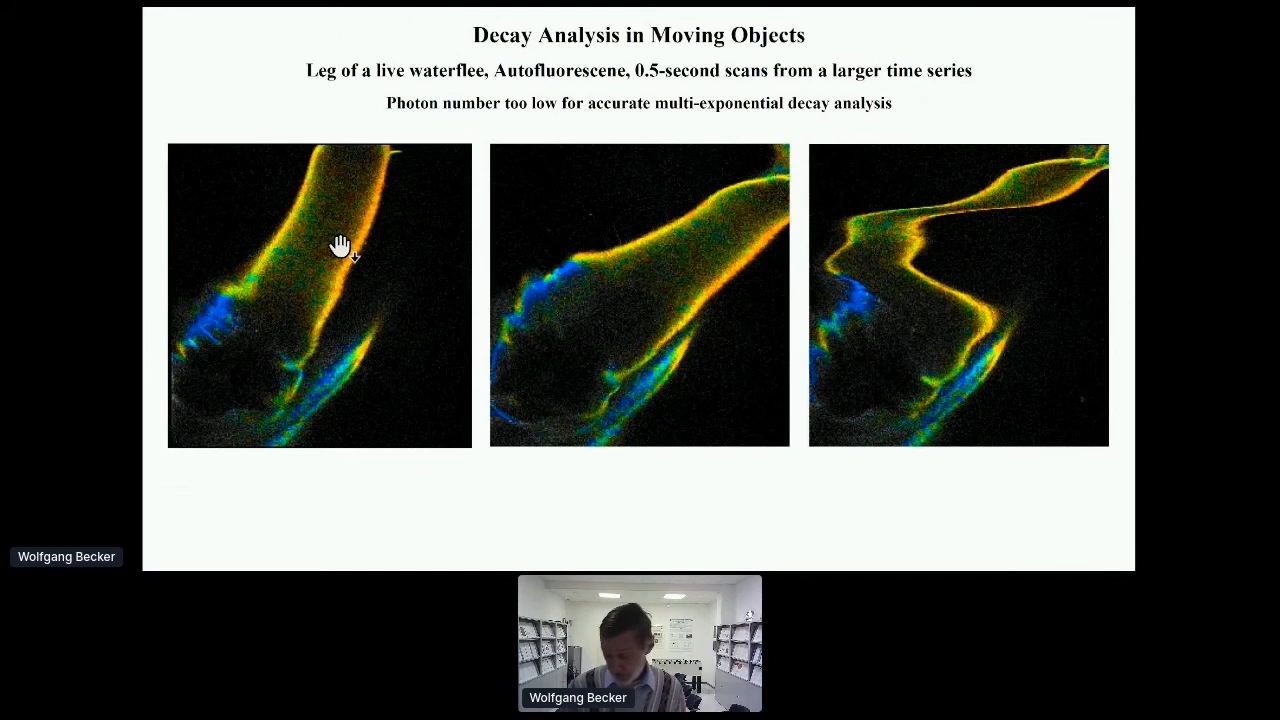 Decay Analysis in Moving Objects
Leg of a live waterflee, Autofluorescene, 0.5-second scans from a larger time series
Photon number too low for accurate multi-exponential decay analysis
Wolfgang Becker
Wolfgang Becker